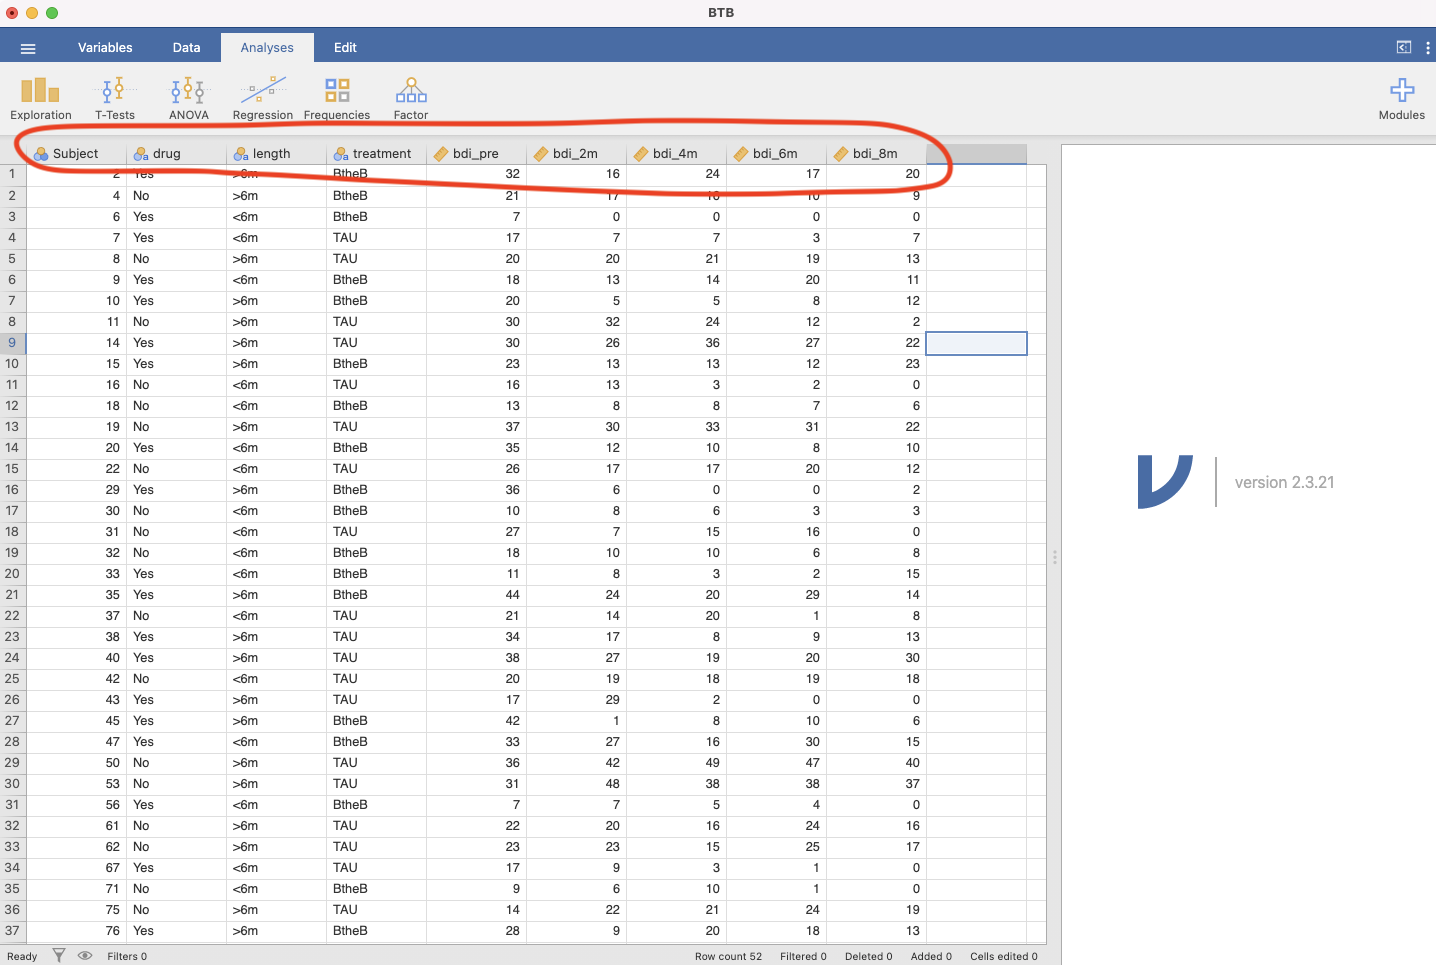 BTB
Variables Data Analyses Edit
Exploration T-Tests ANOVA Regression Frequencies Factor Modules
Subject drug length treatment bdi_pre bdi_2m bdi_4m bdi_6m bdi_8m
1 2 Yes >6m BtheB 32 16 24 17 20
2 4 No >6m BtheB 21 17 16 10 9
3 6 Yes <6m BtheB 7 0 0 0 0
4 7 Yes <6m TAU 17 7 7 3 7
5 8 No >6m TAU 20 20 21 19 13
6 9 Yes <6m BtheB 18 13 14 20 11
7 10 Yes >6m BtheB 20 5 5 8 12
8 11 No >6m TAU 30 32 24 12 2
9 14 Yes >6m TAU 30 26 36 27 22
10 15 Yes >6m BtheB 23 13 13 12 23
11 16 No <6m TAU 16 13 3 2 0
12 18 No <6m BtheB 13 8 8 7 6
13 19 No >6m TAU 37 30 33 31 22
14 20 Yes <6m BtheB 35 12 10 8 10
15 22 No <6m TAU 26 17 17 20 12
16 29 Yes >6m BtheB 36 6 0 0 2
17 30 No <6m BtheB 10 8 6 3 3
18 31 No <6m TAU 27 7 15 16 0
19 32 No <6m BtheB 18 10 10 6 8
20 33 Yes <6m BtheB 11 8 3 2 15
21 35 Yes >6m BtheB 44 24 20 29 14
22 37 No <6m TAU 21 14 20 1 8
23 38 Yes >6m TAU 34 17 8 9 13
24 40 Yes >6m TAU 38 27 19 20 30
25 42 No <6m TAU 20 19 18 19 18
26 43 Yes >6m TAU 17 29 2 0 0
27 45 Yes >6m BtheB 42 1 8 10 6
28 47 Yes <6m BtheB 33 27 16 30 15
29 50 No >6m TAU 36 42 49 47 40
30 53 No >6m TAU 31 48 38 38 37
31 56 Yes <6m BtheB 7 7 5 4 0
32 61 No >6m TAU 22 20 16 24 16
33 62 No >6m TAU 23 23 15 25 17
34 67 Yes <6m TAU 17 9 3 1 0
35 71 No <6m BtheB 9 6 10 1 0
36 75 No >6m TAU 14 22 21 24 19
37 76 Yes >6m BtheB 28 9 20 18 13
version 2.3.21
Ready Filters 0 Row count 52 Filtered 0 Deleted 0 Added 0 Cells edited 0